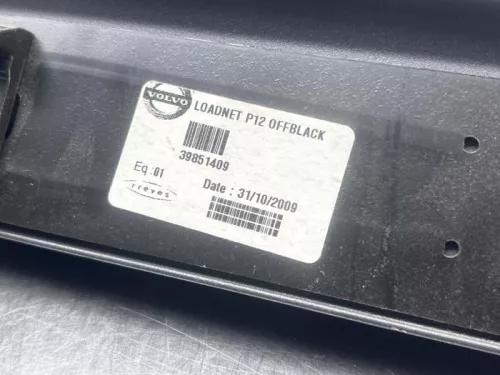 VOLVO
LOADNET P12 OFFBLACK
39851409
Eq :01
Date : 31/10/2009
TREVES